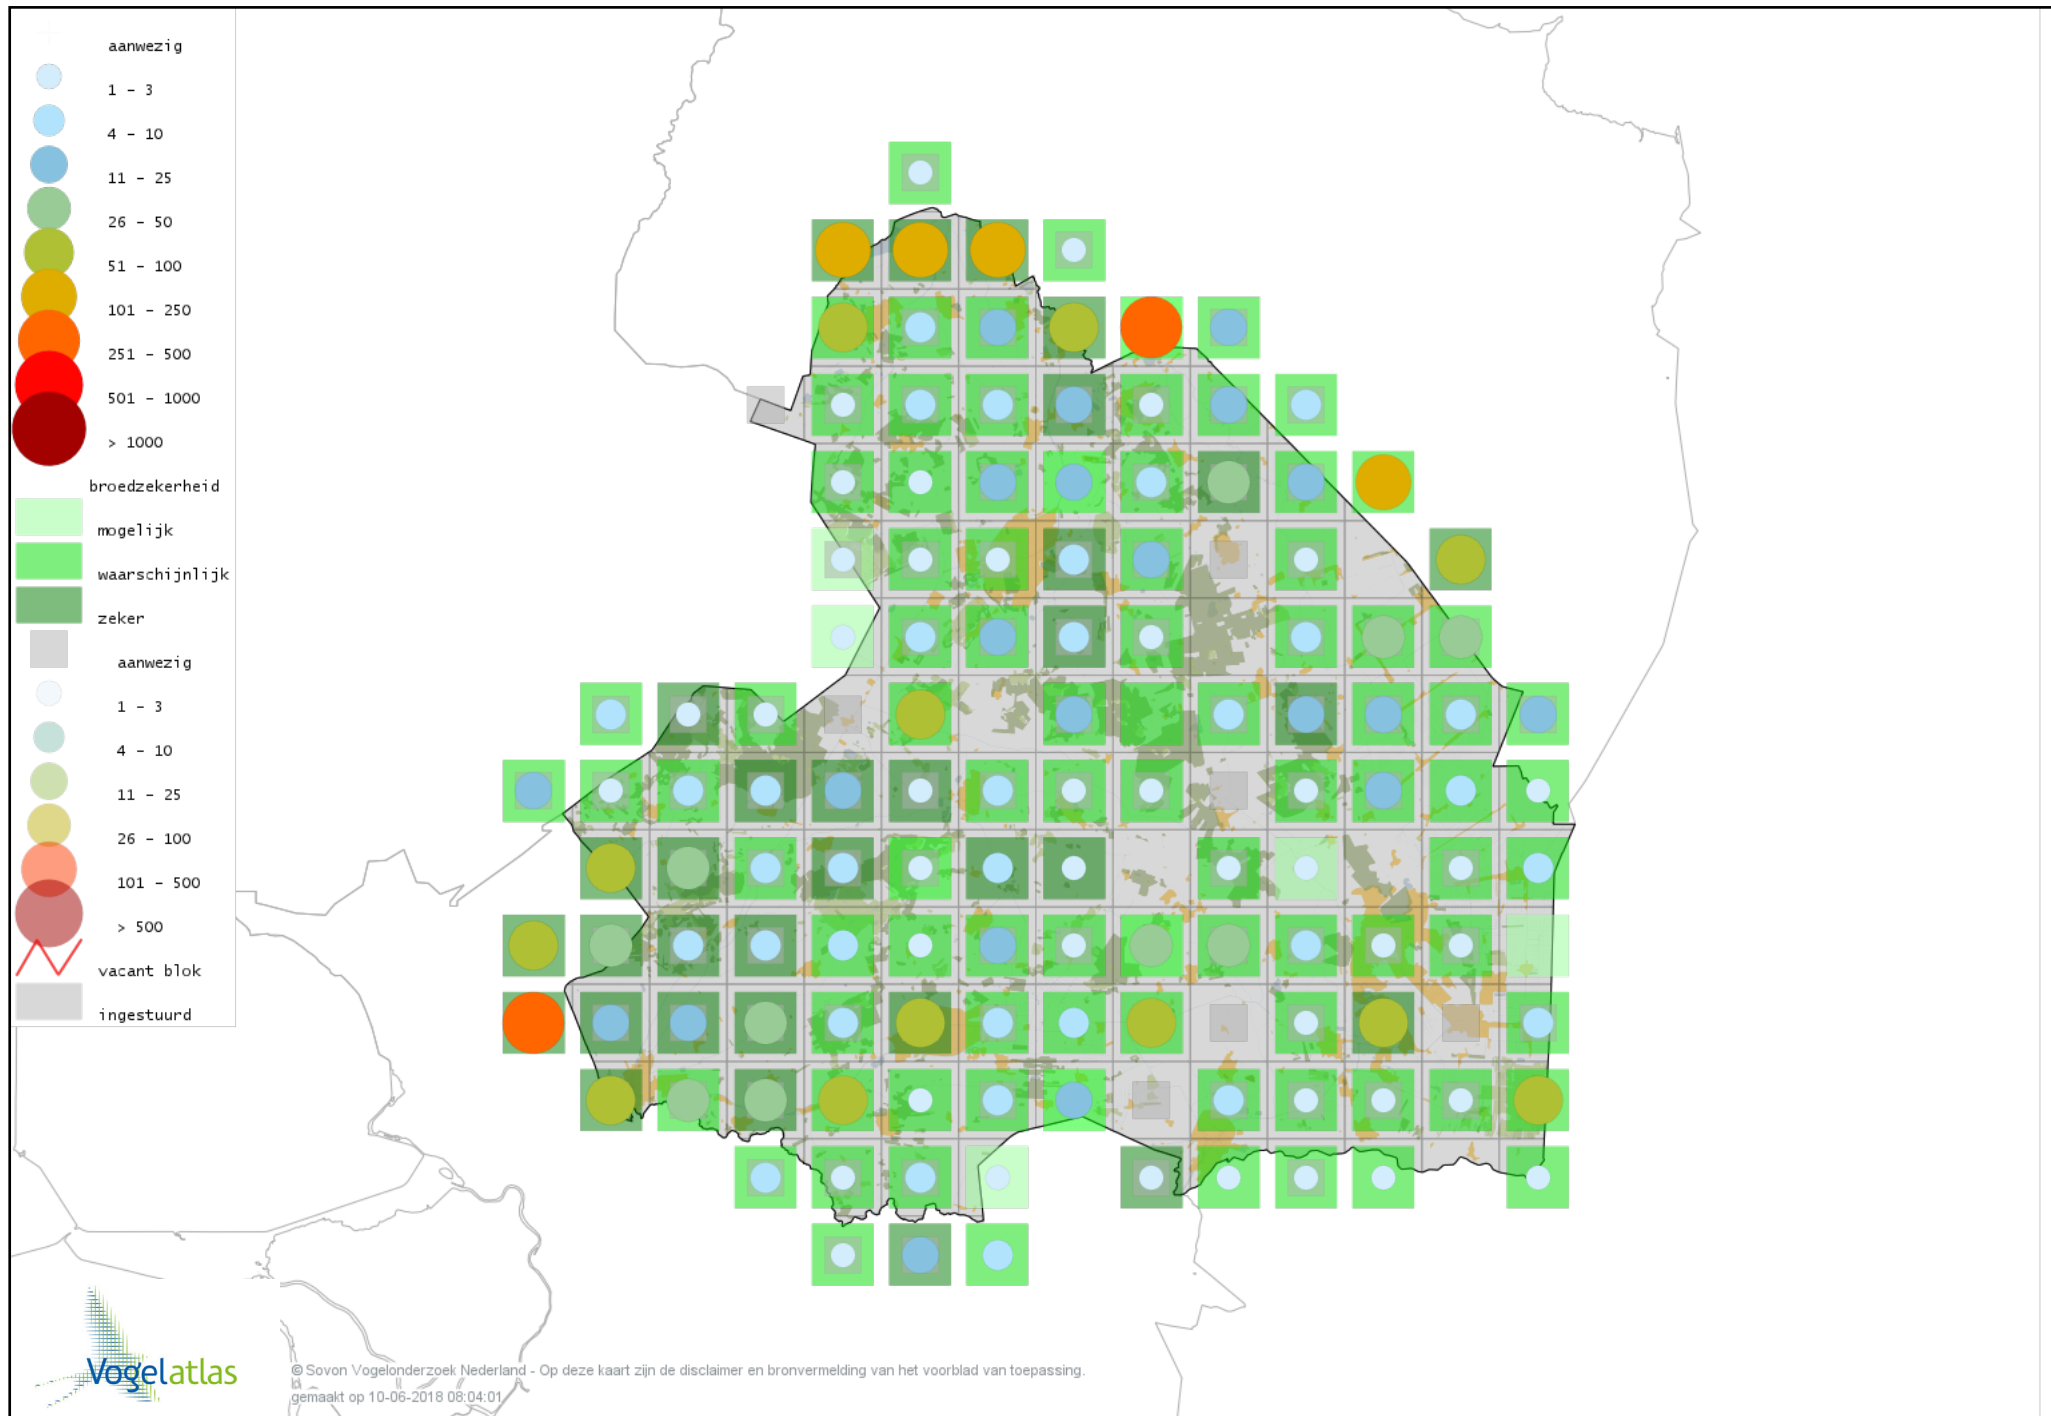 aanwezig
1 - 3
4 - 10
11 - 25
26 - 50
51 - 100
101 - 250
251 - 500
501 - 1000
> 1000
broedzekerheid
mogelijk
waarschijnlijk
zeker
aanwezig
1 - 3
4 - 10
11 - 25
26 - 100
101 - 500
> 500
vacant blok
ingestuurd
Vogelatlas
© Sovon Vogelonderzoek Nederland - Op deze kaart zijn de disclaimer en bronvermelding van het voorblad van toepassing.
gemaakt op 10-06-2018 08:04:01